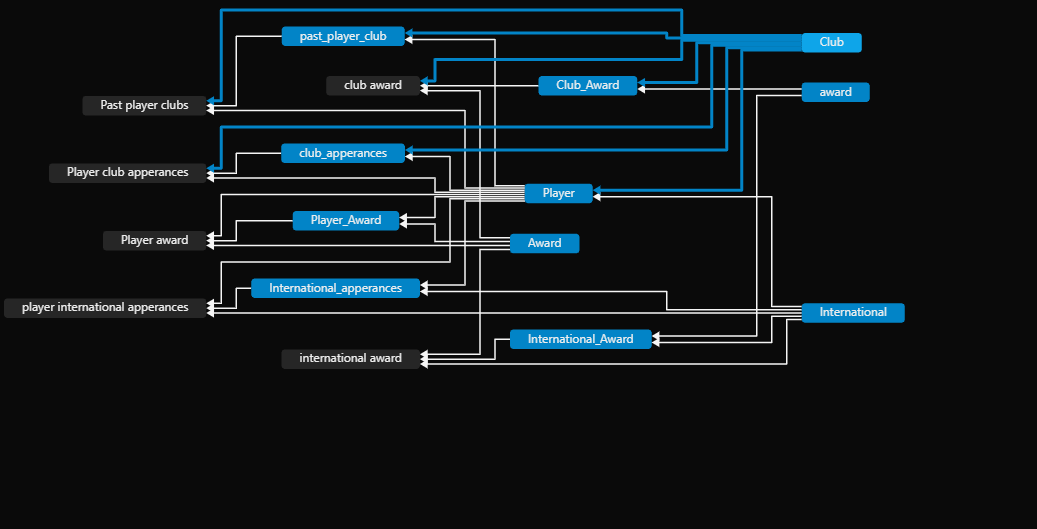 past_player_club
Club
club award
Club_Award
award
Past player clubs
club_apperances
Player club apperances
Player
Player_Award
Player award
Award
International_apperances
player international apperances
International
International_Award
international award